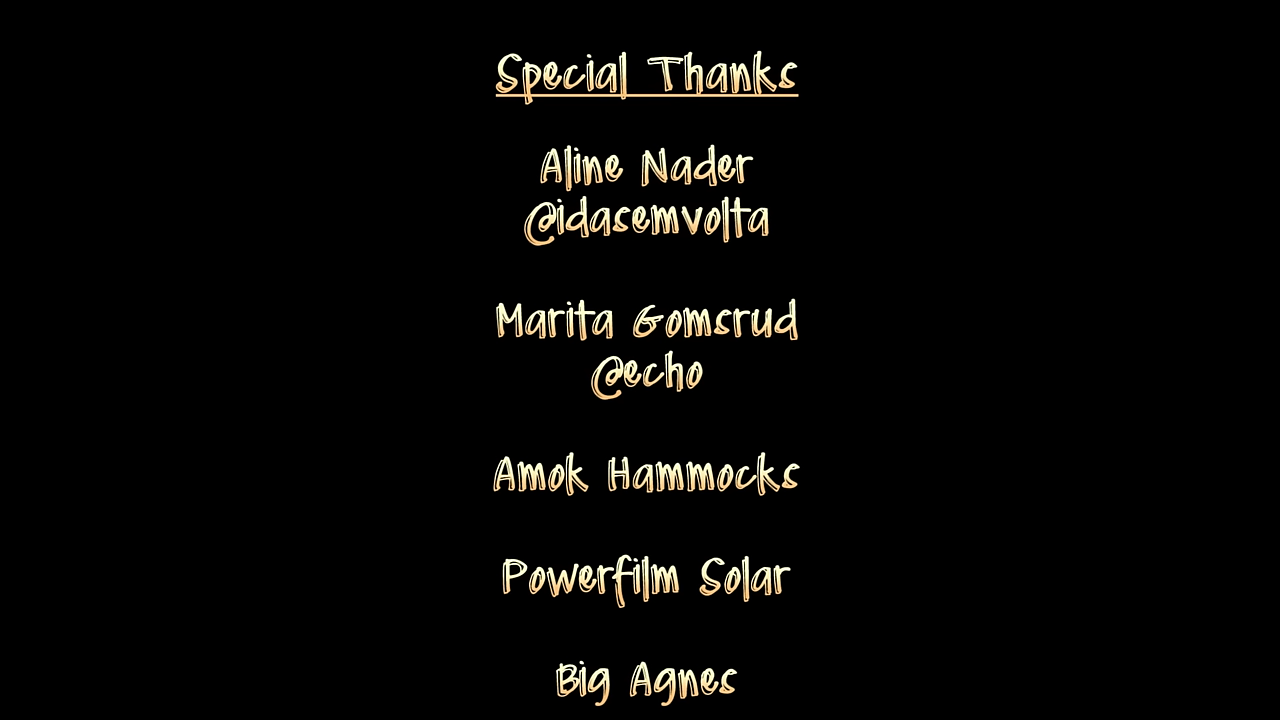 Special Thanks
Aline Nader
@idasemvolta
Marita Gomsrud
@echo
Amok Hammocks
Powerfilm Solar
Big Agnes